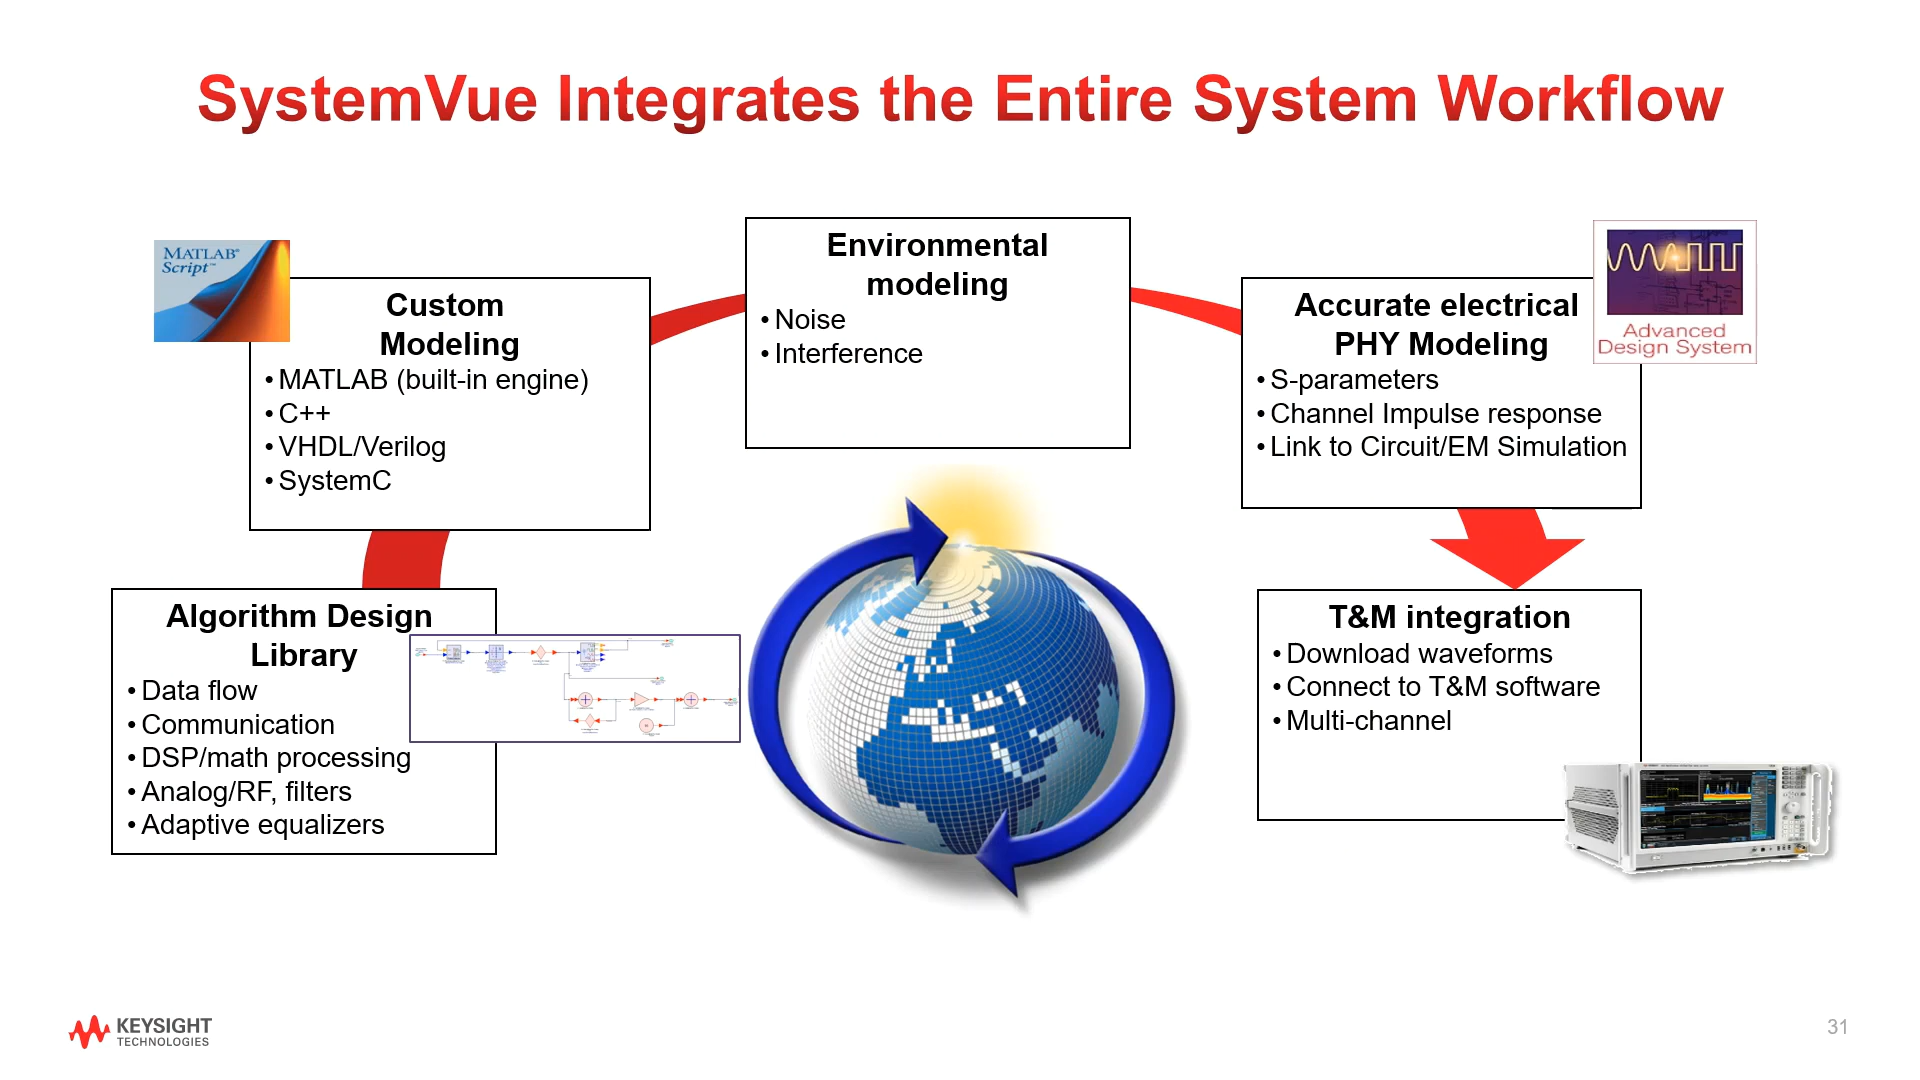 SystemVue Integrates the Entire System Workflow
MATLAB®
Script™
Custom
Modeling
• MATLAB (built-in engine)
• C++
• VHDL/Verilog
• SystemC
Environmental
modeling
• Noise
• Interference
Accurate electrical
PHY Modeling
• S-parameters
• Channel Impulse response
• Link to Circuit/EM Simulation
Advanced
Design System
Algorithm Design
Library
• Data flow
• Communication
• DSP/math processing
• Analog/RF, filters
• Adaptive equalizers
T&M integration
• Download waveforms
• Connect to T&M software
• Multi-channel
KEYSIGHT
TECHNOLOGIES
31